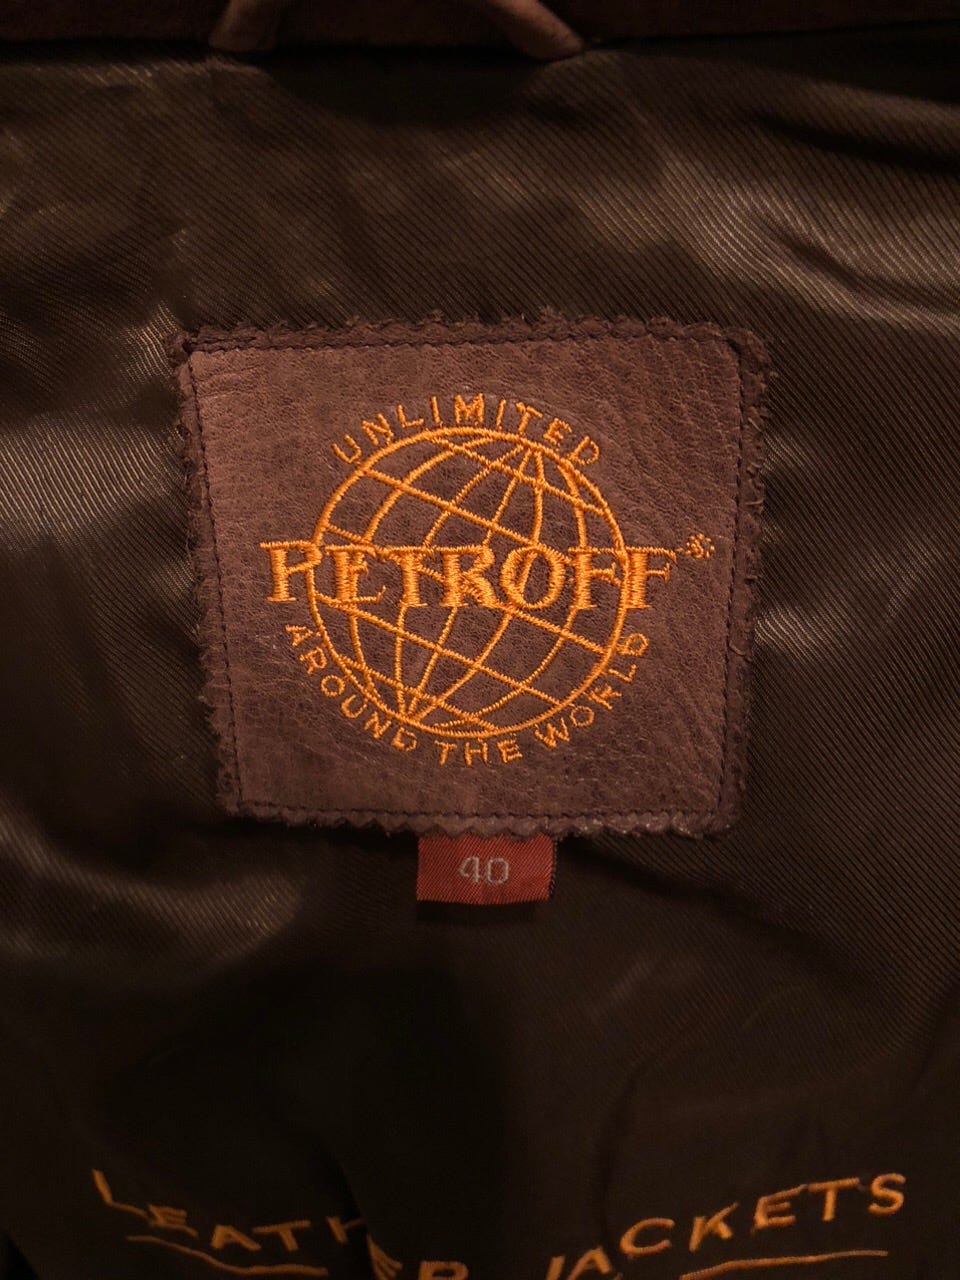 UNLIMITED
PETROFF
AROUND THE WORLD
40
LEATHER JACKETS